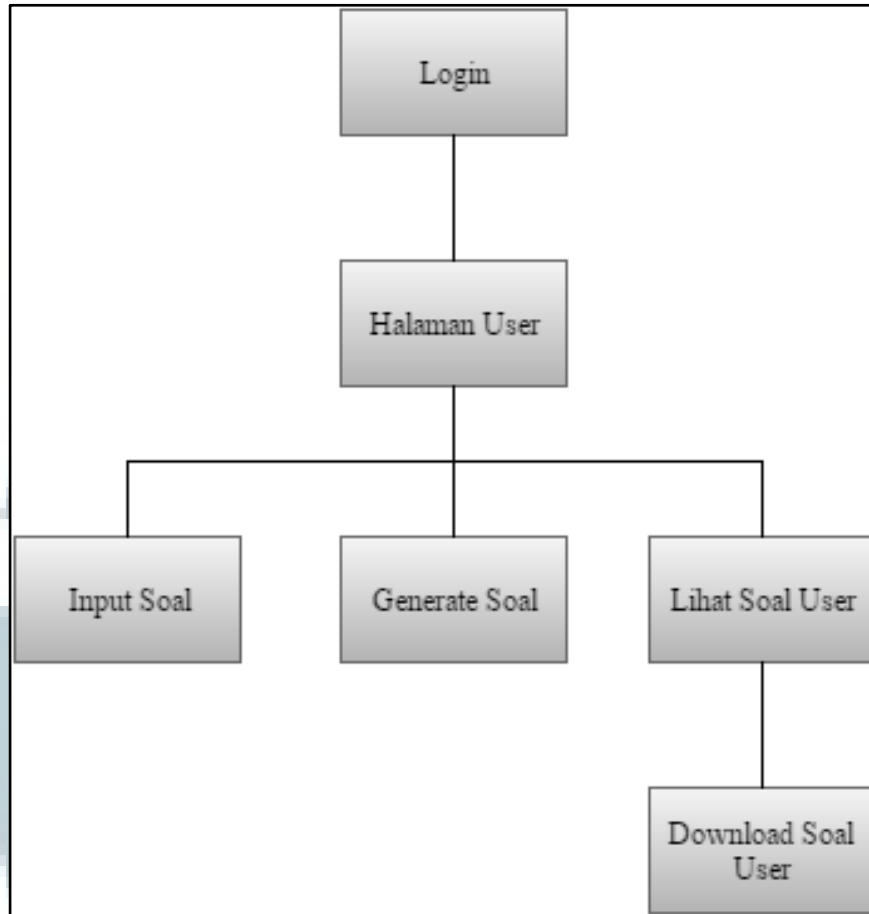 Login
Halaman User
Input Soal
Generate Soal
Lihat Soal User
Download Soal
User